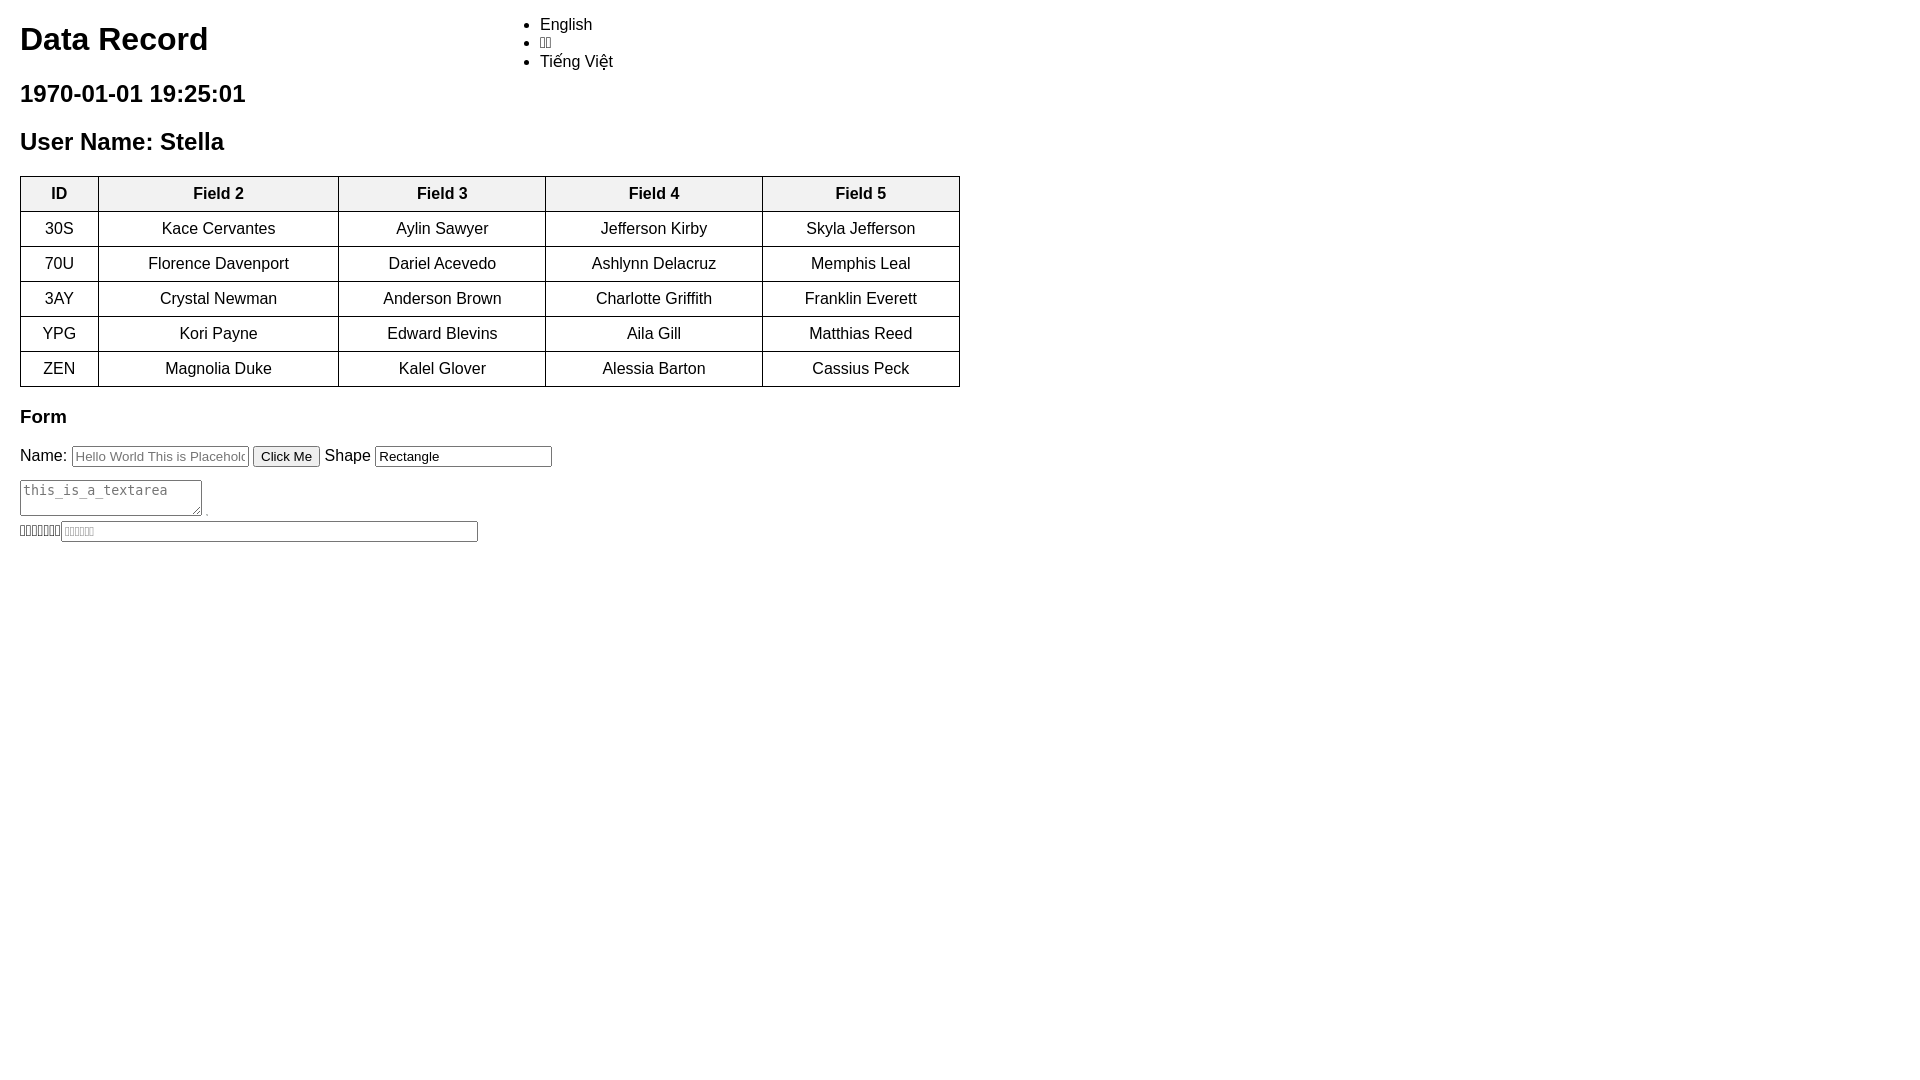 Data Record
English
Tiếng Việt
1970-01-01 19:25:01
User Name: Stella
ID Field 2 Field 3 Field 4 Field 5
30S Kace Cervantes Aylin Sawyer Jefferson Kirby Skyla Jefferson
70U Florence Davenport Dariel Acevedo Ashlynn Delacruz Memphis Leal
3AY Crystal Newman Anderson Brown Charlotte Griffith Franklin Everett
YPG Kori Payne Edward Blevins Aila Gill Matthias Reed
ZEN Magnolia Duke Kalel Glover Alessia Barton Cassius Peck
Form
Name: Hello World This is Placehol Click Me Shape Rectangle
this_is_a_textarea